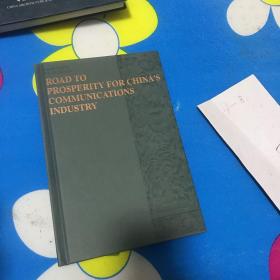 ROAD TO
PROSPERITY FOR CHINA'S
COMMUNICATIONS
INDUSTRY